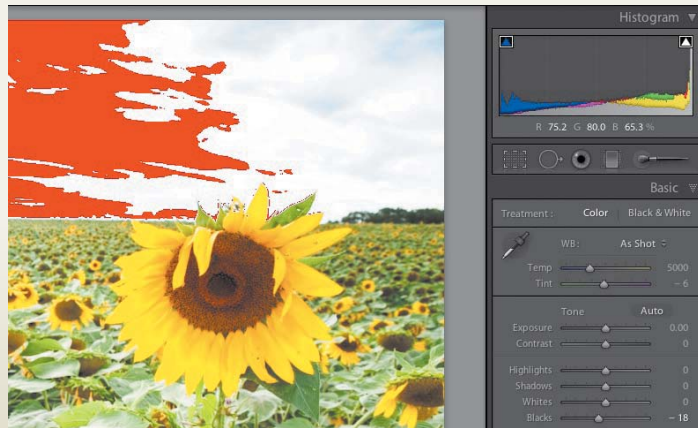 Histogram
R 75.2 G 80.0 B 65.3 %
Basic
Treatment : Color Black & White
WB: As Shot
Temp 5000
Tint – 6
Tone Auto
Exposure 0.00
Contrast 0
Highlights 0
Shadows 0
Whites 0
Blacks – 18